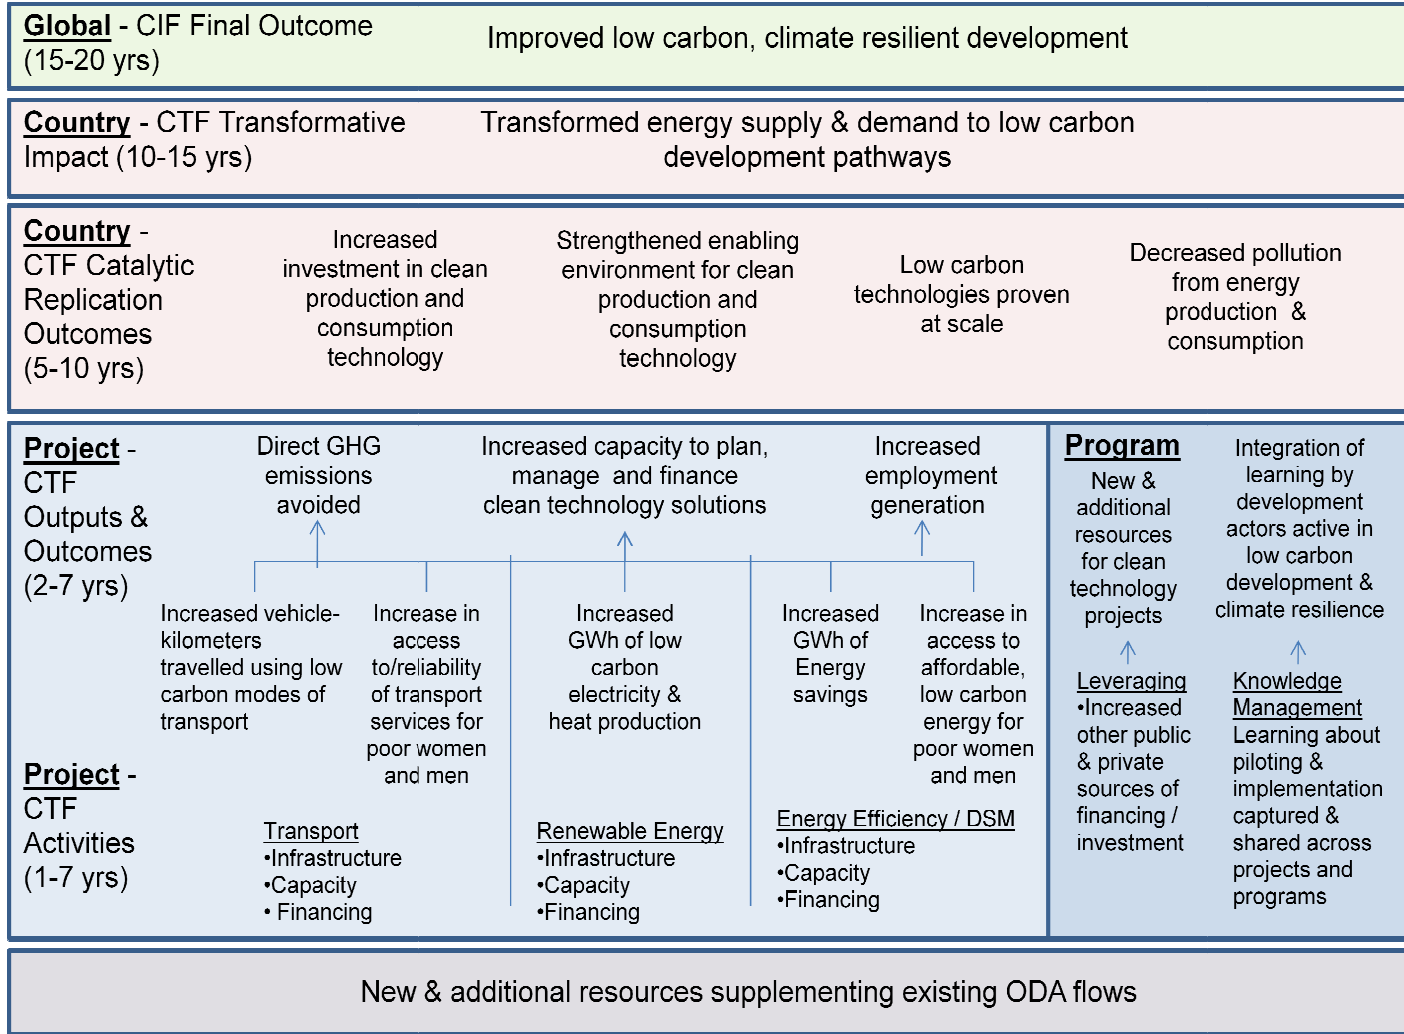 Global - CIF Final Outcome
(15-20 yrs)
Improved low carbon, climate resilient development
Country - CTF Transformative
Impact (10-15 yrs)
Transformed energy supply & demand to low carbon
development pathways
Country -
CTF Catalytic
Replication
Outcomes
(5-10 yrs)
Increased
investment in clean
production and
consumption
technology
Strengthened enabling
environment for clean
production and
consumption
technology
Low carbon
technologies proven
at scale
Decreased pollution
from energy
production &
consumption
Project -
CTF
Outputs &
Outcomes
(2-7 yrs)
Direct GHG
emissions
avoided
Increased capacity to plan,
manage and finance
clean technology solutions
Increased
employment
generation
Increased vehicle-
kilometers
travelled using low
carbon modes of
transport
Increase in
access
to/reliability
of transport
services for
poor women
and men
Increased
GWh of low
carbon
electricity &
heat production
Increased
GWh of
Energy
savings
Increase in
access to
affordable,
low carbon
energy for
poor women
and men
Project -
CTF
Activities
(1-7 yrs)
Transport
•Infrastructure
•Capacity
• Financing
Renewable Energy
•Infrastructure
•Capacity
•Financing
Energy Efficiency / DSM
•Infrastructure
•Capacity
•Financing
Program
New &
additional
resources
for clean
technology
projects
Leveraging
•Increased
other public
& private
sources of
financing /
investment
Integration of
learning by
development
actors active in
low carbon
development &
climate resilience
Knowledge
Management
Learning about
piloting &
implementation
captured &
shared across
projects and
programs
New & additional resources supplementing existing ODA flows